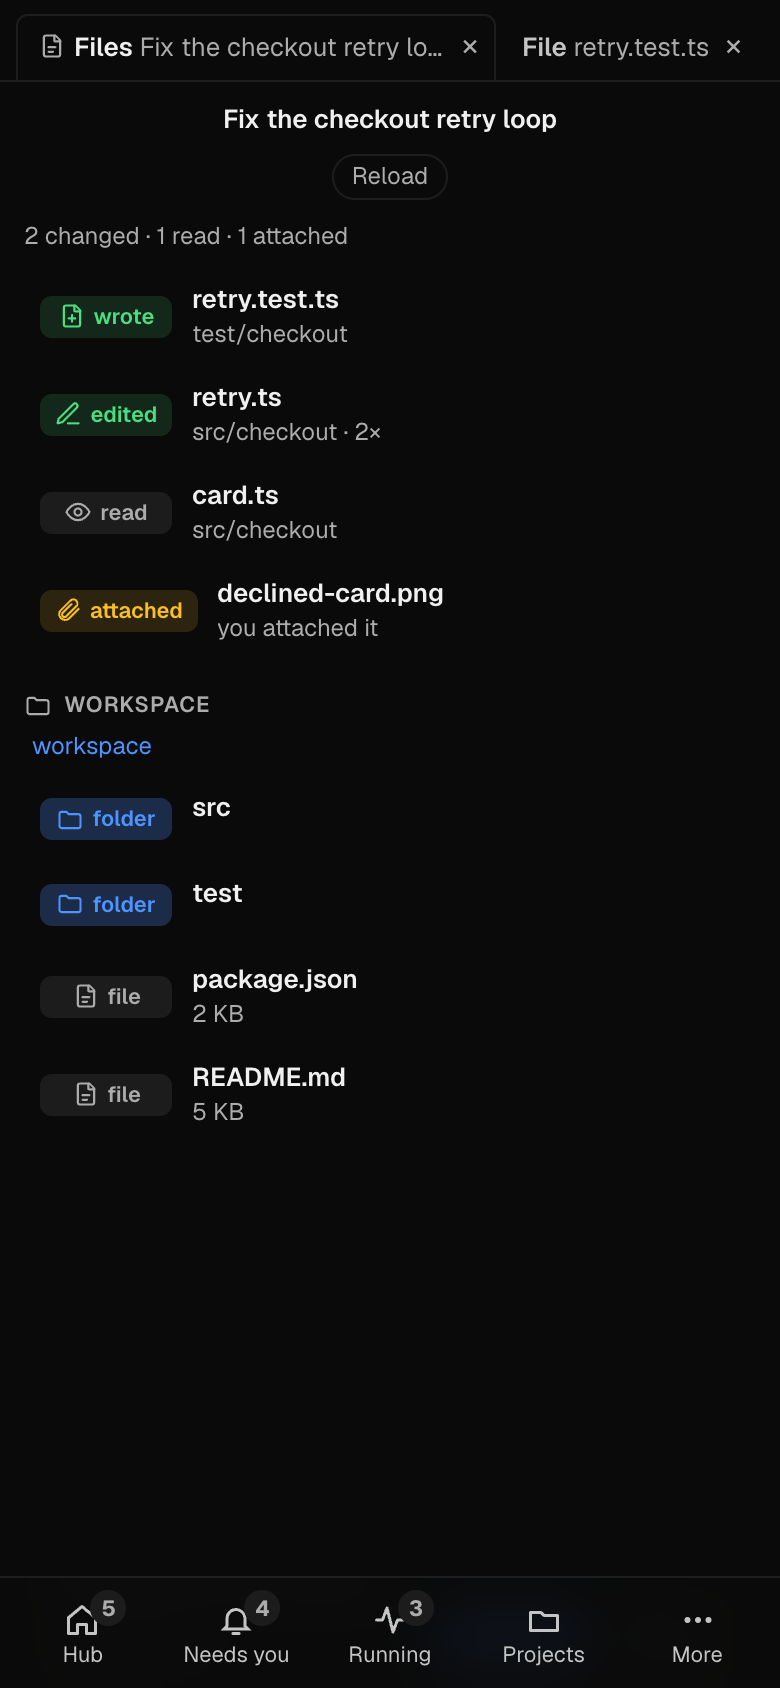 Files Fix the checkout retry lo... ×
File retry.test.ts ×
Fix the checkout retry loop
Reload
2 changed · 1 read · 1 attached
wrote
retry.test.ts
test/checkout
edited
retry.ts
src/checkout · 2×
read
card.ts
src/checkout
attached
declined-card.png
you attached it
WORKSPACE
workspace
folder
src
folder
test
file
package.json
2 KB
file
README.md
5 KB
5
Hub
4
Needs you
3
Running
Projects
More